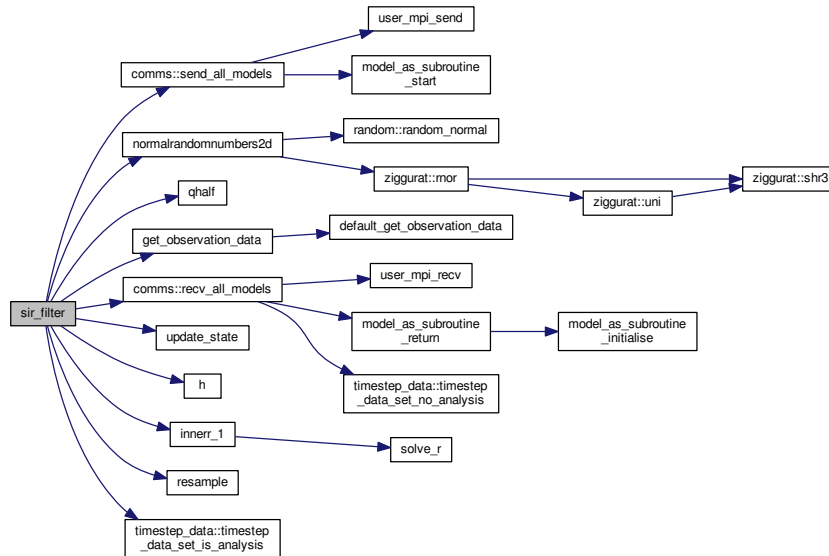 user_mpi_send
comms::send_all_models
model_as_subroutine
_start
random::random_normal
normalrandomnumbers2d
ziggurat::rnor
ziggurat::shr3
ziggurat::uni
qhalf
default_get_observation_data
get_observation_data
user_mpi_recv
comms::recv_all_models
sir_filter
model_as_subroutine
_return
model_as_subroutine
_initialise
update_state
timestep_data::timestep
_data_set_no_analysis
h
innerr_1
solve_r
resample
timestep_data::timestep
_data_set_is_analysis